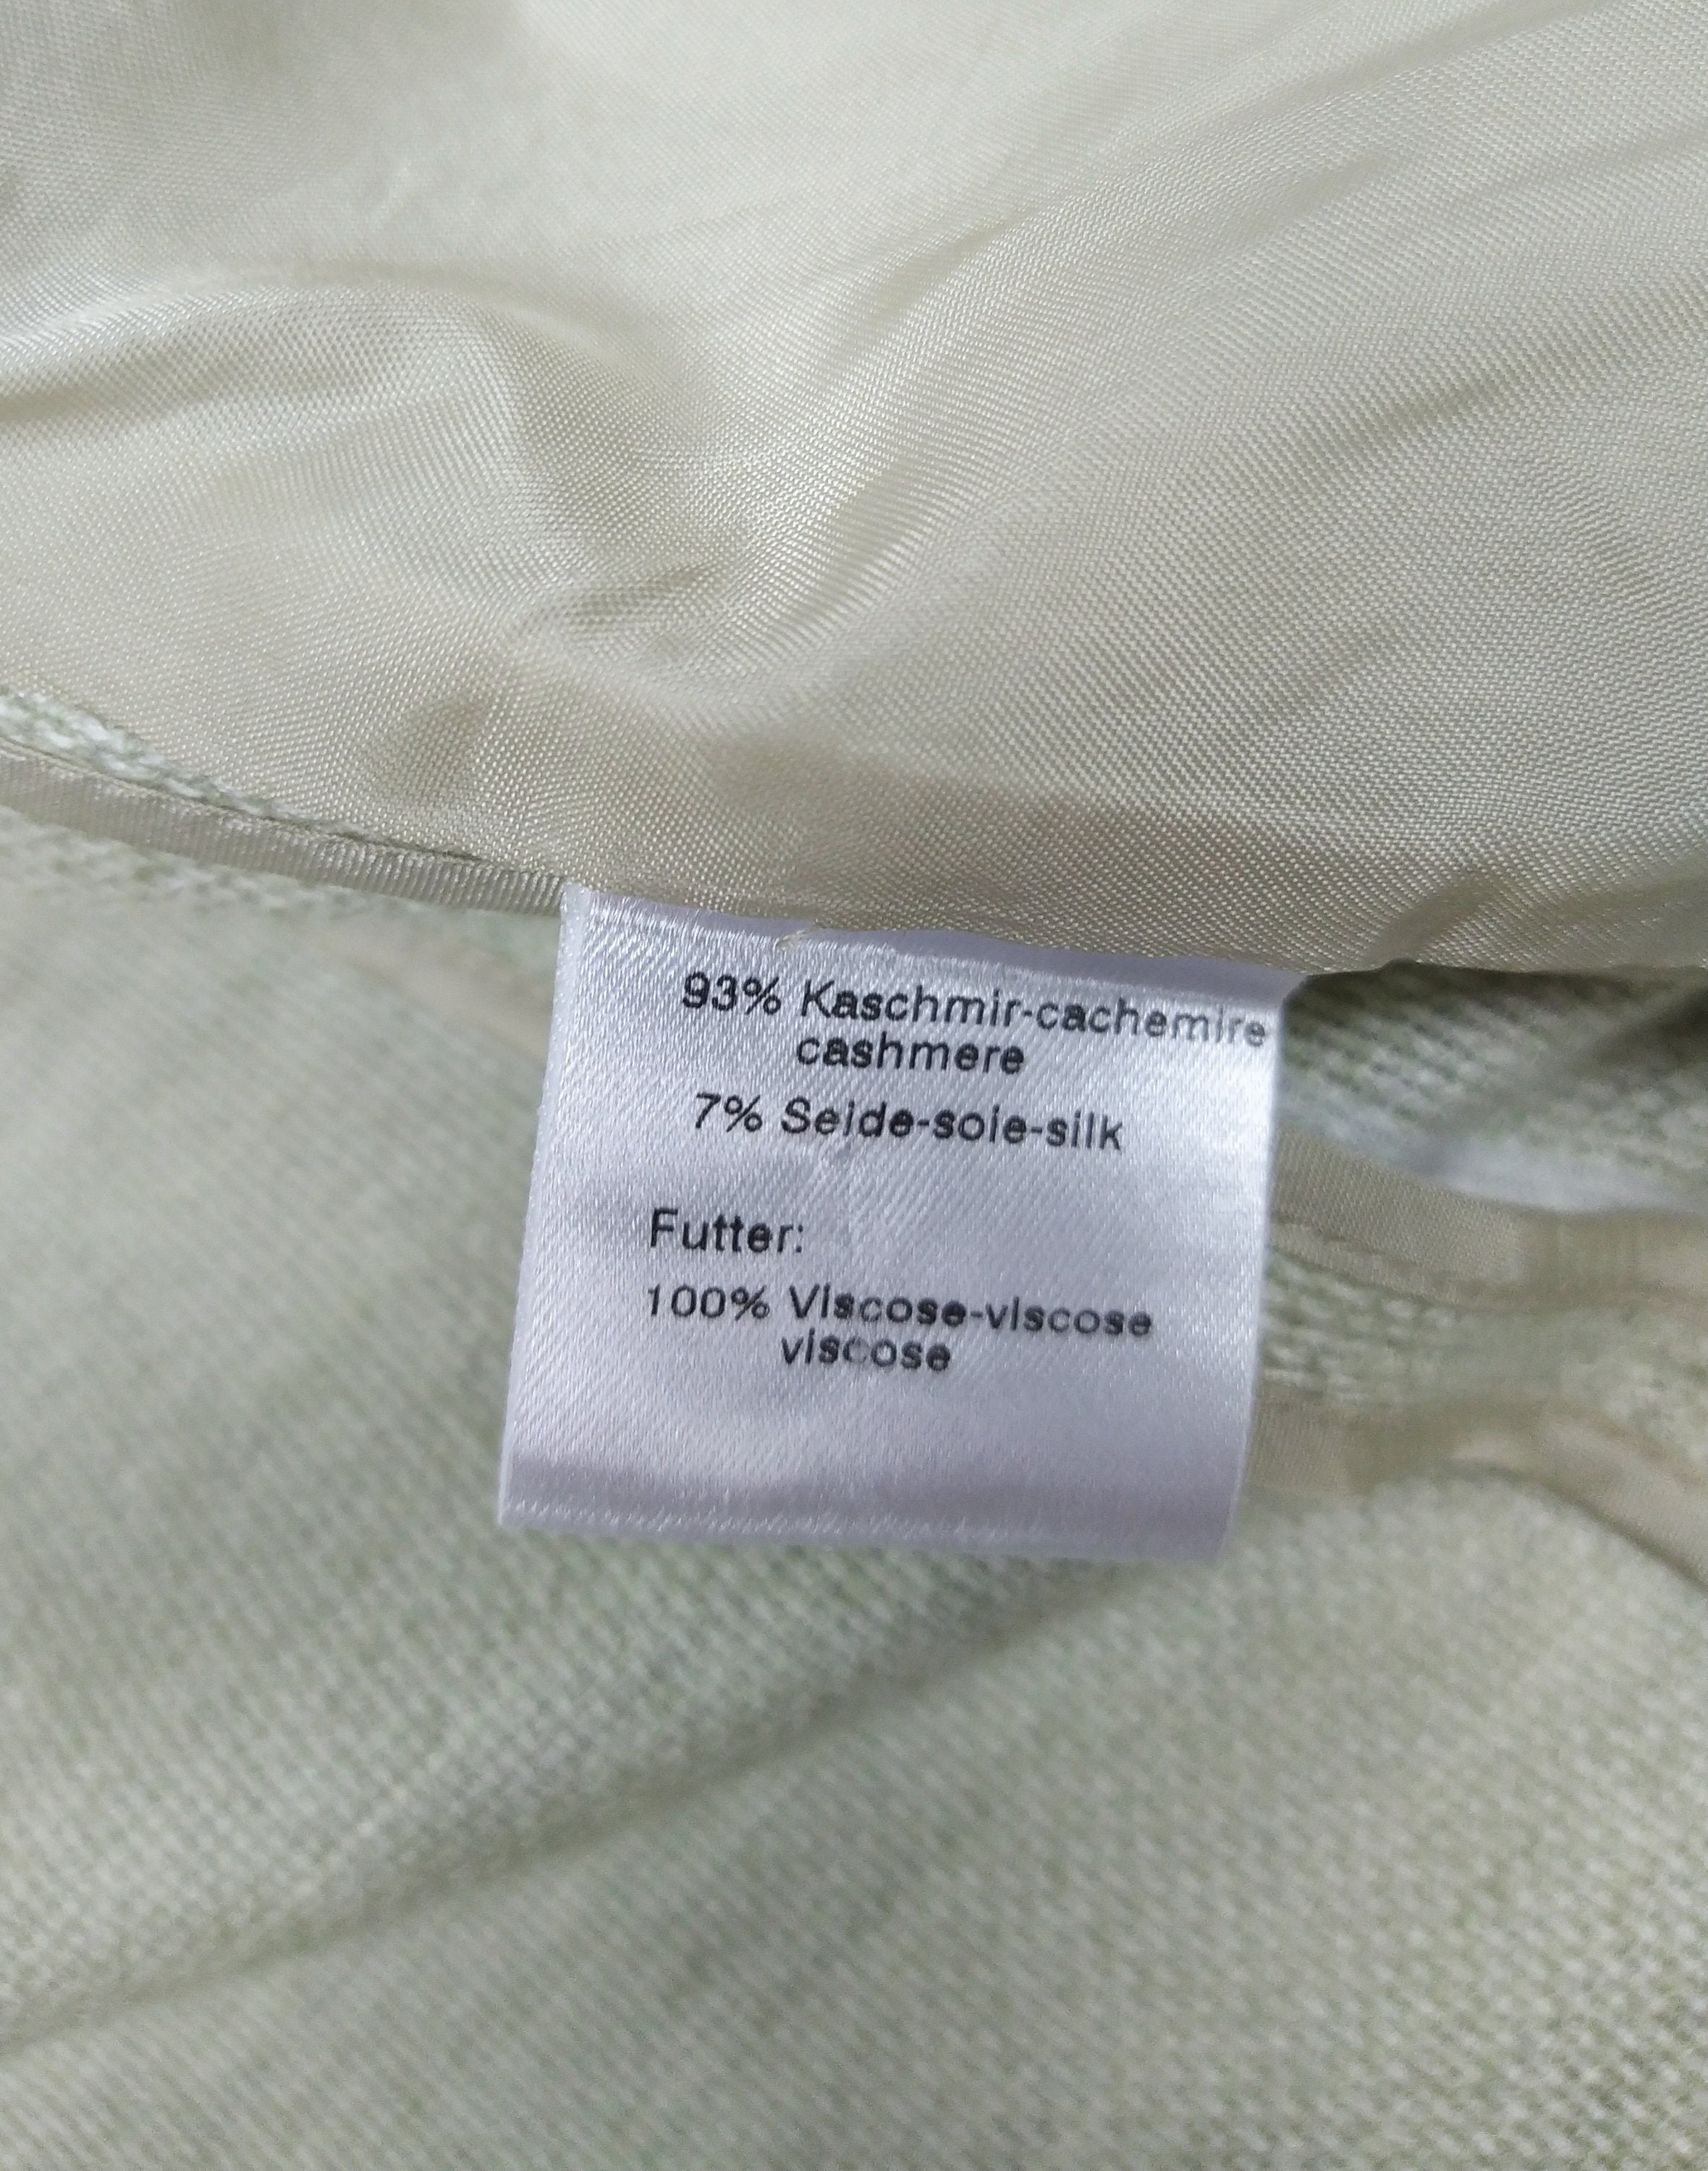 93% Kaschmir-cachemire
cashmere
7% Seide-soie-silk
Futter:
100% Viscose-viscose
viscose